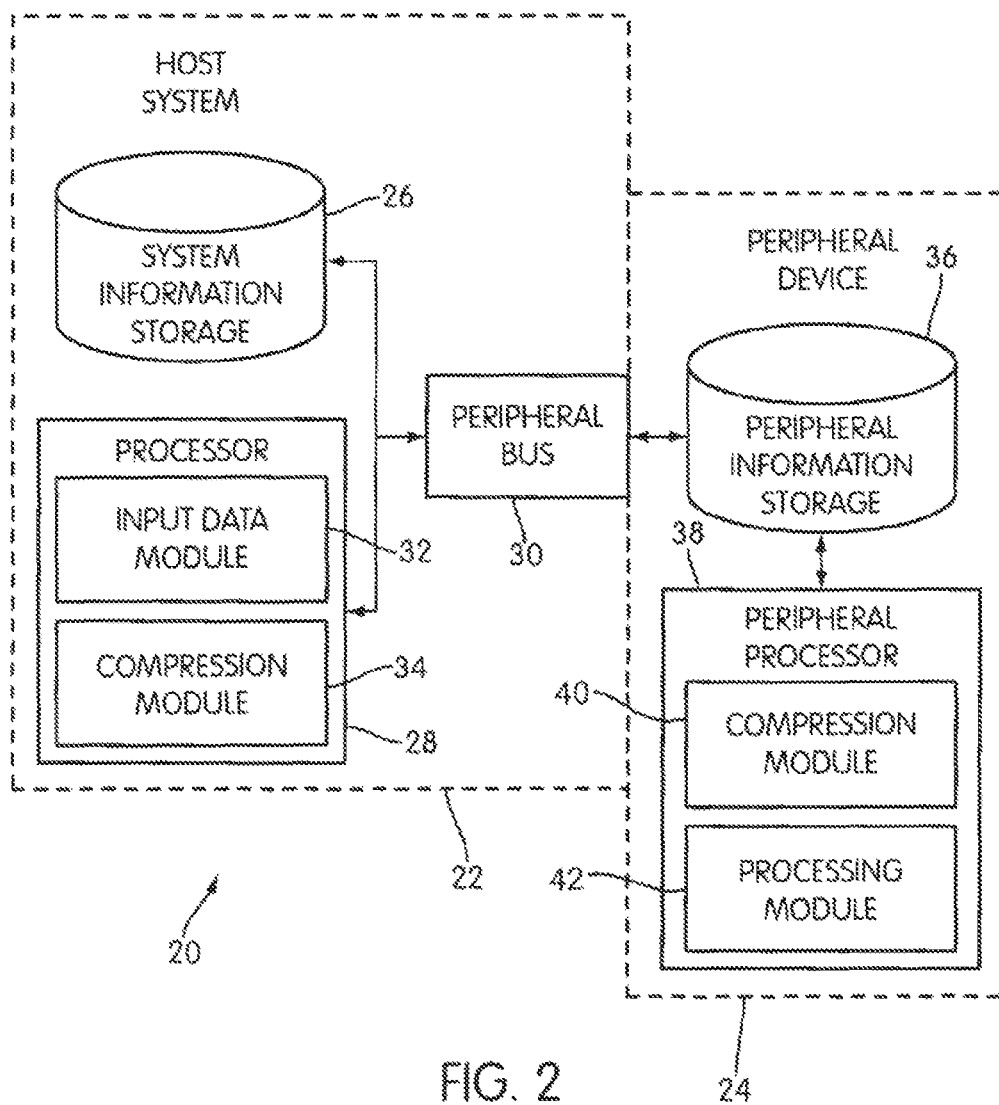 HOST
SYSTEM
26
SYSTEM
INFORMATION
STORAGE
PROCESSOR
INPUT DATA
MODULE
32
COMPRESSION
MODULE
34
28
PERIPHERAL
BUS
30
22
20
PERIPHERAL
DEVICE
36
PERIPHERAL
INFORMATION
STORAGE
38
PERIPHERAL
PROCESSOR
40
COMPRESSION
MODULE
42
PROCESSING
MODULE
24
FIG. 2